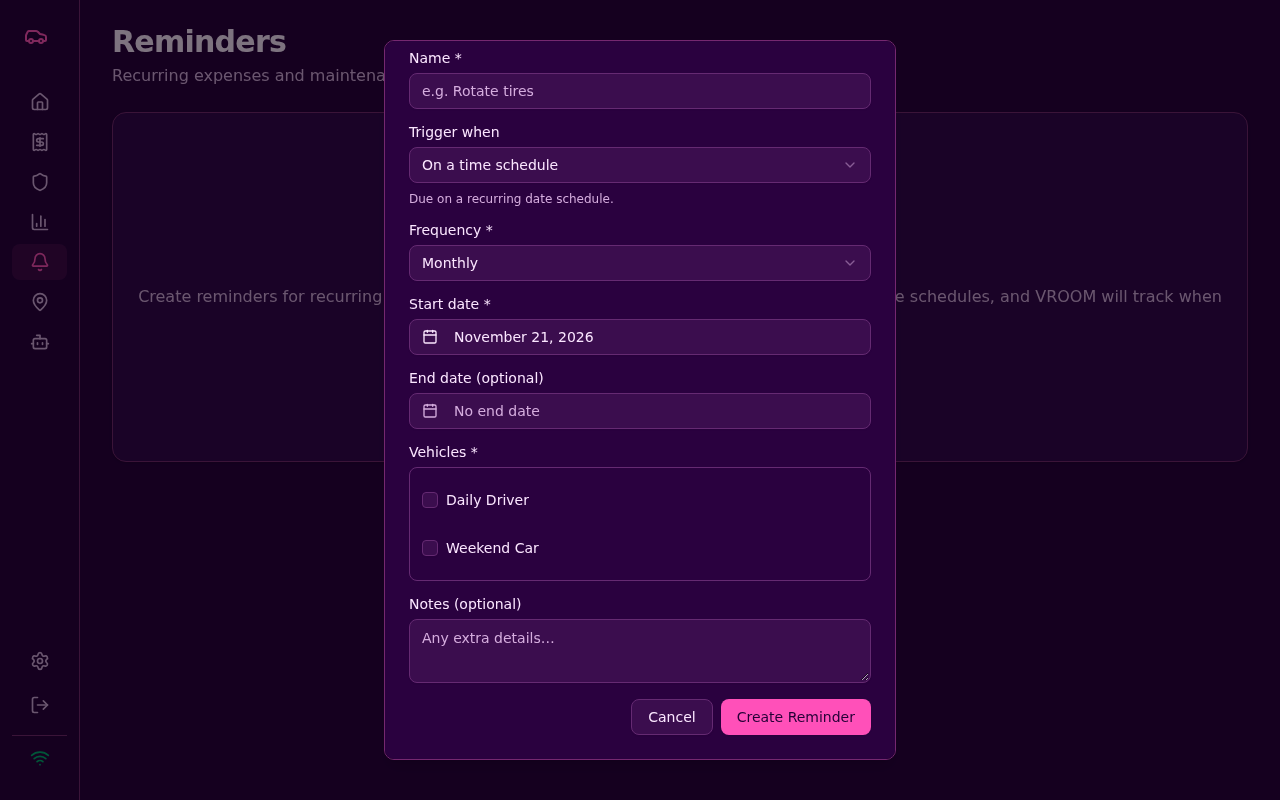 Reminders
Recurring expenses and maintena
Create reminders for recurring
e schedules, and VROOM will track when
Name *
e.g. Rotate tires
Trigger when
On a time schedule
Due on a recurring date schedule.
Frequency *
Monthly
Start date *
November 21, 2026
End date (optional)
No end date
Vehicles *
Daily Driver
Weekend Car
Notes (optional)
Any extra details...
Cancel
Create Reminder